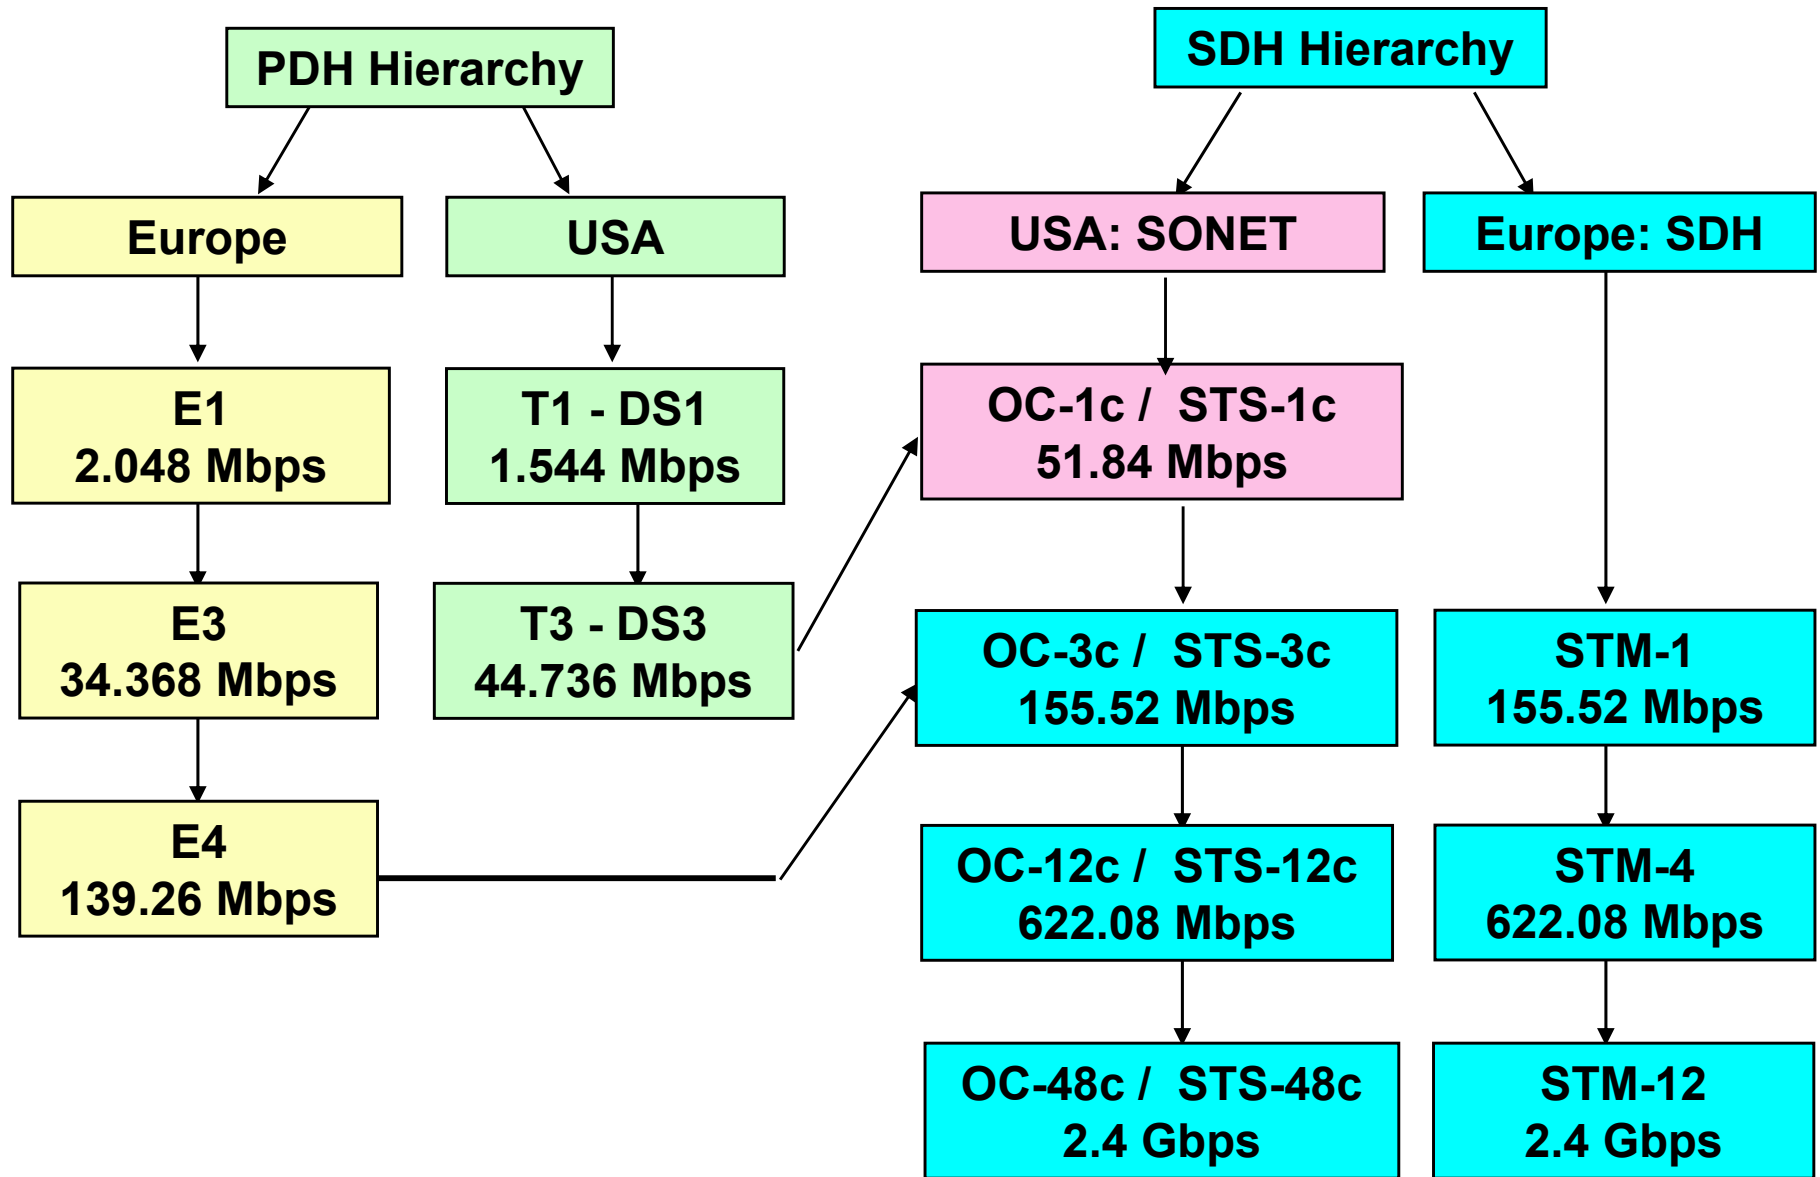 PDH Hierarchy
SDH Hierarchy
Europe
USA
USA: SONET
Europe: SDH
E1
2.048 Mbps
T1 - DS1
1.544 Mbps
OC-1c / STS-1c
51.84 Mbps
E3
34.368 Mbps
T3 - DS3
44.736 Mbps
OC-3c / STS-3c
155.52 Mbps
STM-1
155.52 Mbps
E4
139.26 Mbps
OC-12c / STS-12c
622.08 Mbps
STM-4
622.08 Mbps
OC-48c / STS-48c
2.4 Gbps
STM-12
2.4 Gbps